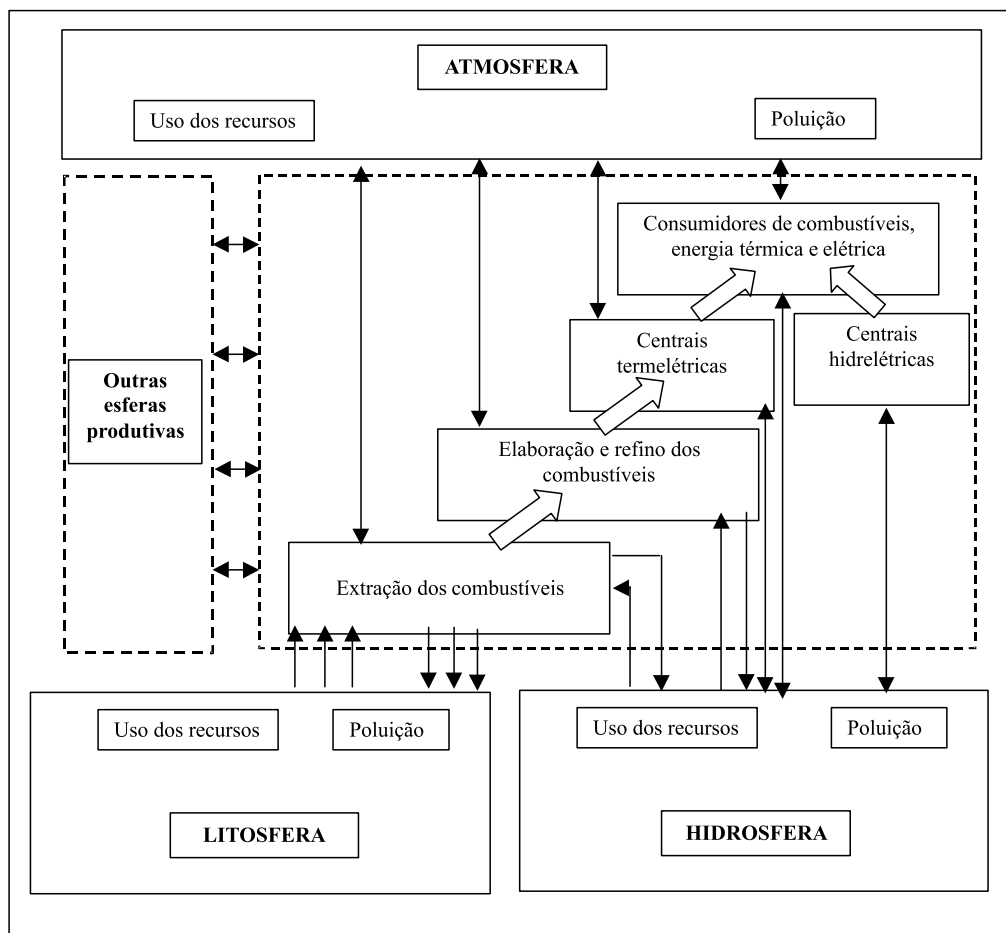 ATMOSFERA
Uso dos recursos
Poluição
Consumidores de combustíveis,
energia térmica e elétrica
Centrais
termelétricas
Centrais
hidrelétricas
Outras
esferas
produtivas
Elaboração e refino dos
combustíveis
Extração dos combustíveis
Uso dos recursos
Poluição
LITOSFERA
Uso dos recursos
Poluição
HIDROSFERA